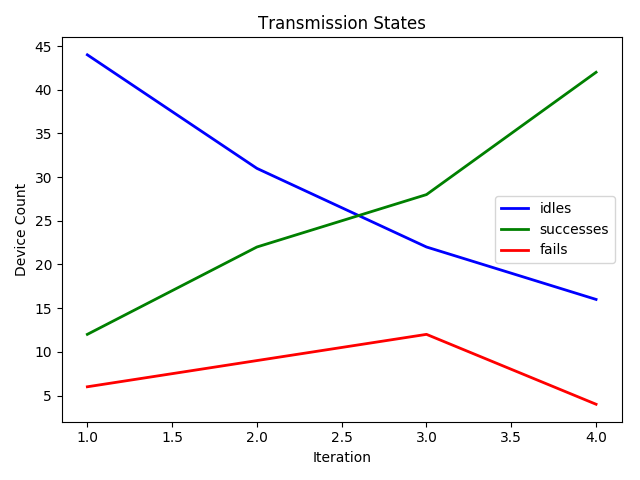 Transmission States
Device Count
45
40
35
30
25
20
15
10
5
idles
successes
fails
1.0 1.5 2.0 2.5 3.0 3.5 4.0
Iteration